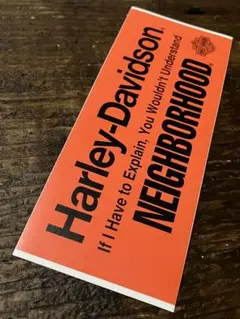 Harley-Davidson.
If I Have to Explain, You Wouldn't Understand
NEIGHBORHOOD